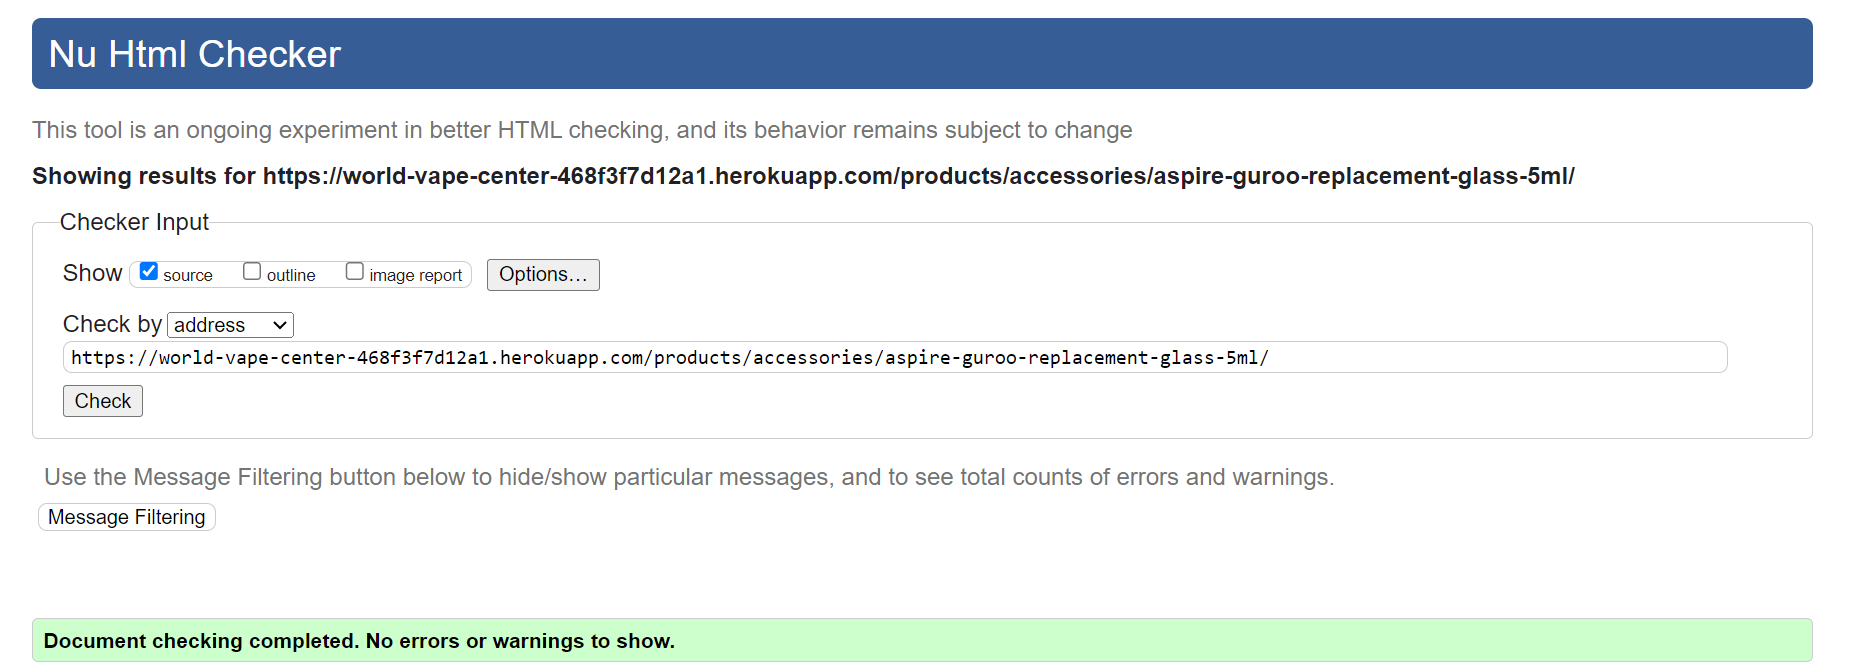 Nu Html Checker
This tool is an ongoing experiment in better HTML checking, and its behavior remains subject to change
Showing results for https://world-vape-center-468f3f7d12a1.herokuapp.com/products/accessories/aspire-guroo-replacement-glass-5ml/
Checker Input
Show source outline image report Options...
Check by address
https://world-vape-center-468f3f7d12a1.herokuapp.com/products/accessories/aspire-guroo-replacement-glass-5ml/
Check
Use the Message Filtering button below to hide/show particular messages, and to see total counts of errors and warnings.
Message Filtering
Document checking completed. No errors or warnings to show.